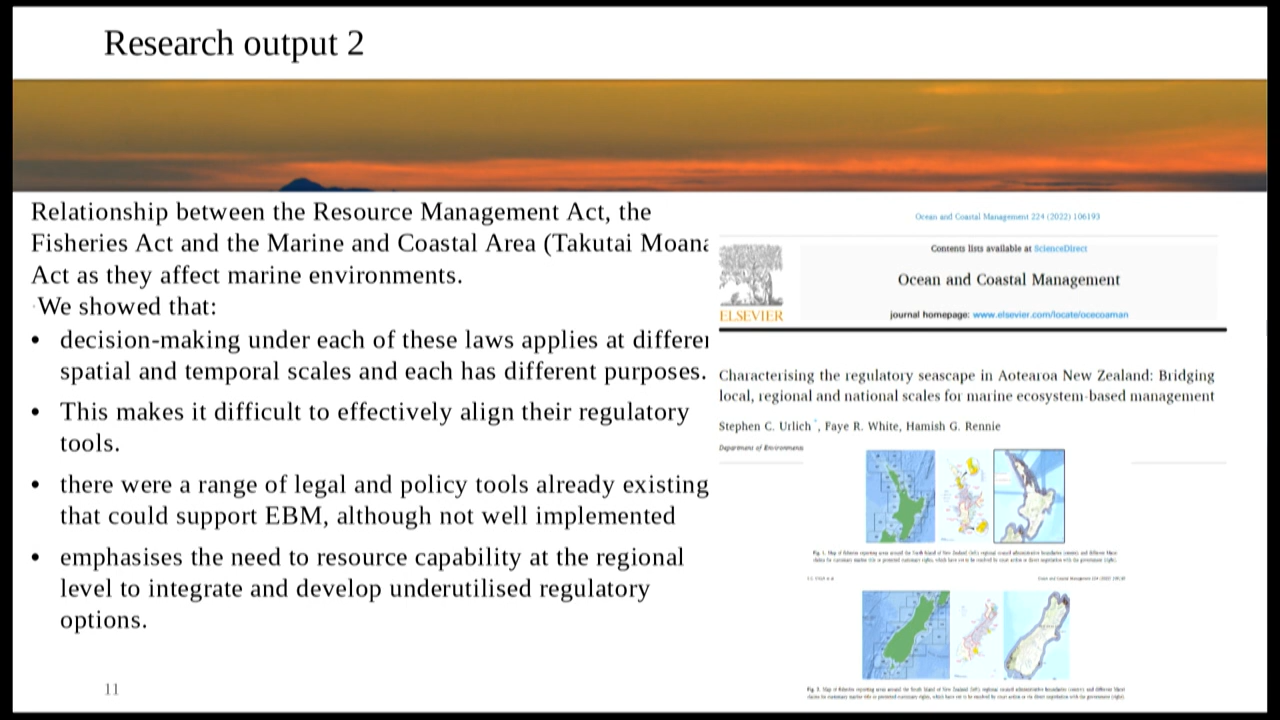 Research output 2
Relationship between the Resource Management Act, the
Fisheries Act and the Marine and Coastal Area (Takutai Moana
Act as they affect marine environments.
We showed that:
• decision-making under each of these laws applies at differen
spatial and temporal scales and each has different purposes.
• This makes it difficult to effectively align their regulatory
tools.
• there were a range of legal and policy tools already existing
that could support EBM, although not well implemented
• emphasises the need to resource capability at the regional
level to integrate and develop underutilised regulatory
options.
11
Ocean and Coastal Management 224 (2022) 106193
Contents lists available at ScienceDirect
Ocean and Coastal Management
journal homepage: www.elsevier.com/locate/ocecoaman
ELSEVIER
Characterising the regulatory seascape in Aotearoa New Zealand: Bridging
local, regional and national scales for marine ecosystem-based management
Stephen C. Urlich *, Faye R. White, Hamish G. Rennie
Department of Environmenta